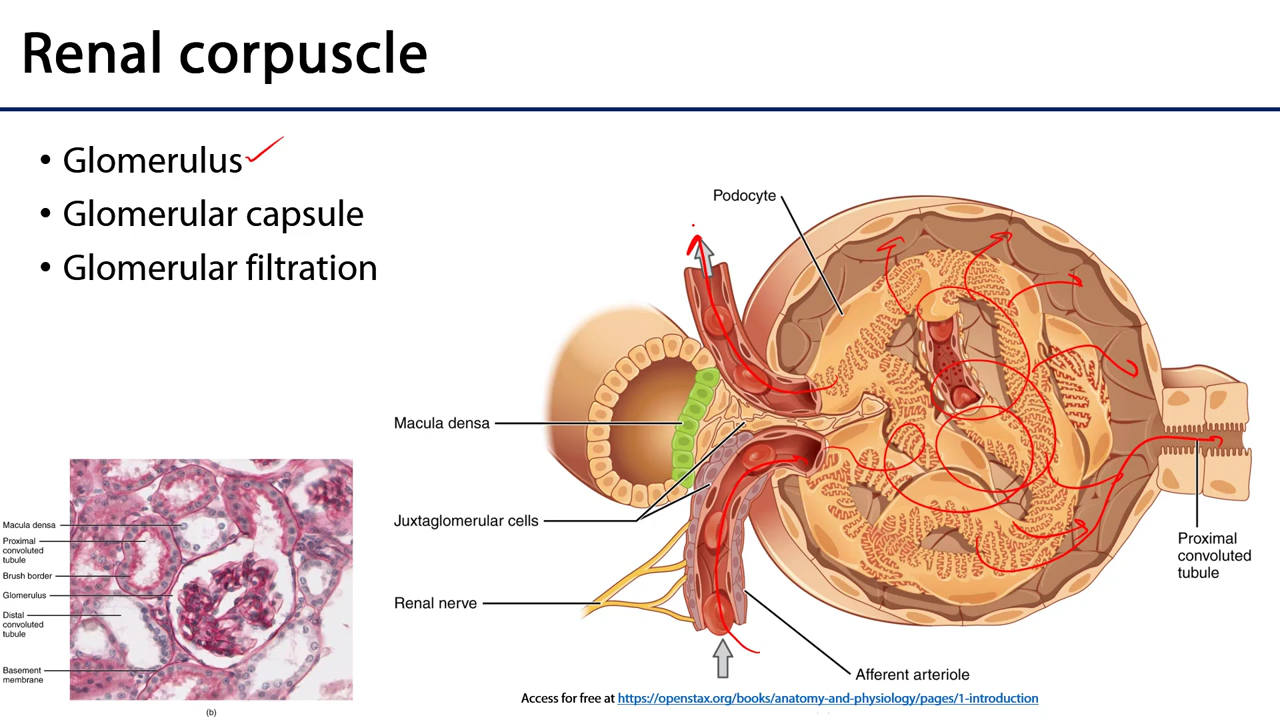 Renal corpuscle
• Glomerulus
• Glomerular capsule
• Glomerular filtration
Podocyte
Macula densa
Juxtaglomerular cells
Renal nerve
Afferent arteriole
Proximal
convoluted
tubule
Macula densa
Proximal
convoluted
tubule
Brush border
Glomerulus
Distal
convoluted
tubule
Basement
membrane
(b)
Access for free at https://openstax.org/books/anatomy-and-physiology/pages/1-introduction